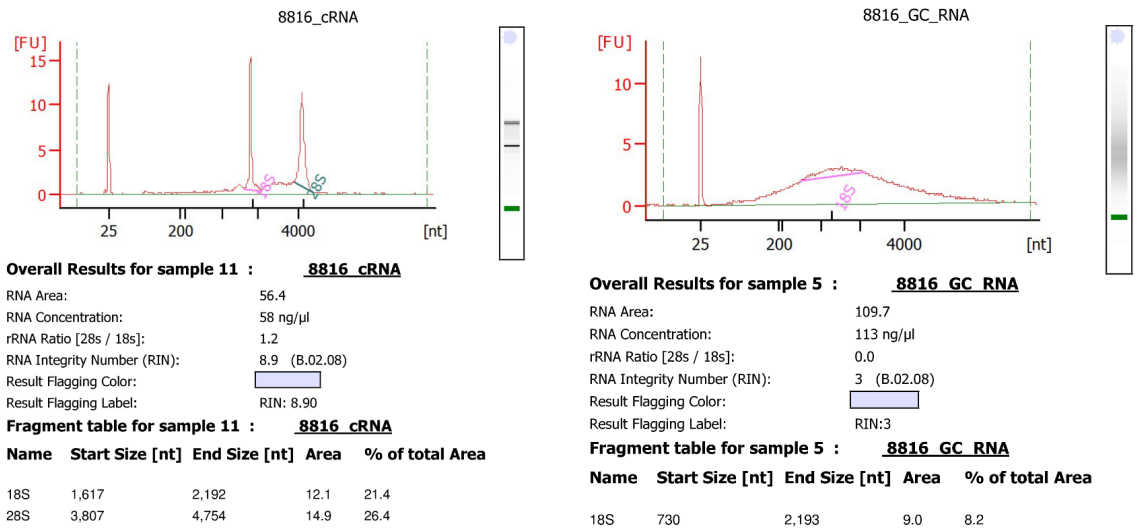 8816_cRNA
[FU]
15
10
5
0
18S
28S
25
200
4000
[nt]
Overall Results for sample 11 : 8816_cRNA
RNA Area: 56.4
RNA Concentration: 58 ng/µl
rRNA Ratio [28s / 18s]: 1.2
RNA Integrity Number (RIN): 8.9 (B.02.08)
Result Flagging Color:
Result Flagging Label: RIN: 8.90
Fragment table for sample 11 : 8816_cRNA
Name Start Size [nt] End Size [nt] Area % of total Area
18S 1,617 2,192 12.1 21.4
28S 3,807 4,754 14.9 26.4
8816_GC_RNA
[FU]
10
5
0
18S
25
200
4000
[nt]
Overall Results for sample 5 : 8816_GC_RNA
RNA Area: 109.7
RNA Concentration: 113 ng/µl
rRNA Ratio [28s / 18s]: 0.0
RNA Integrity Number (RIN): 3 (B.02.08)
Result Flagging Color:
Result Flagging Label: RIN:3
Fragment table for sample 5 : 8816_GC_RNA
Name Start Size [nt] End Size [nt] Area % of total Area
18S 730 2,193 9.0 8.2